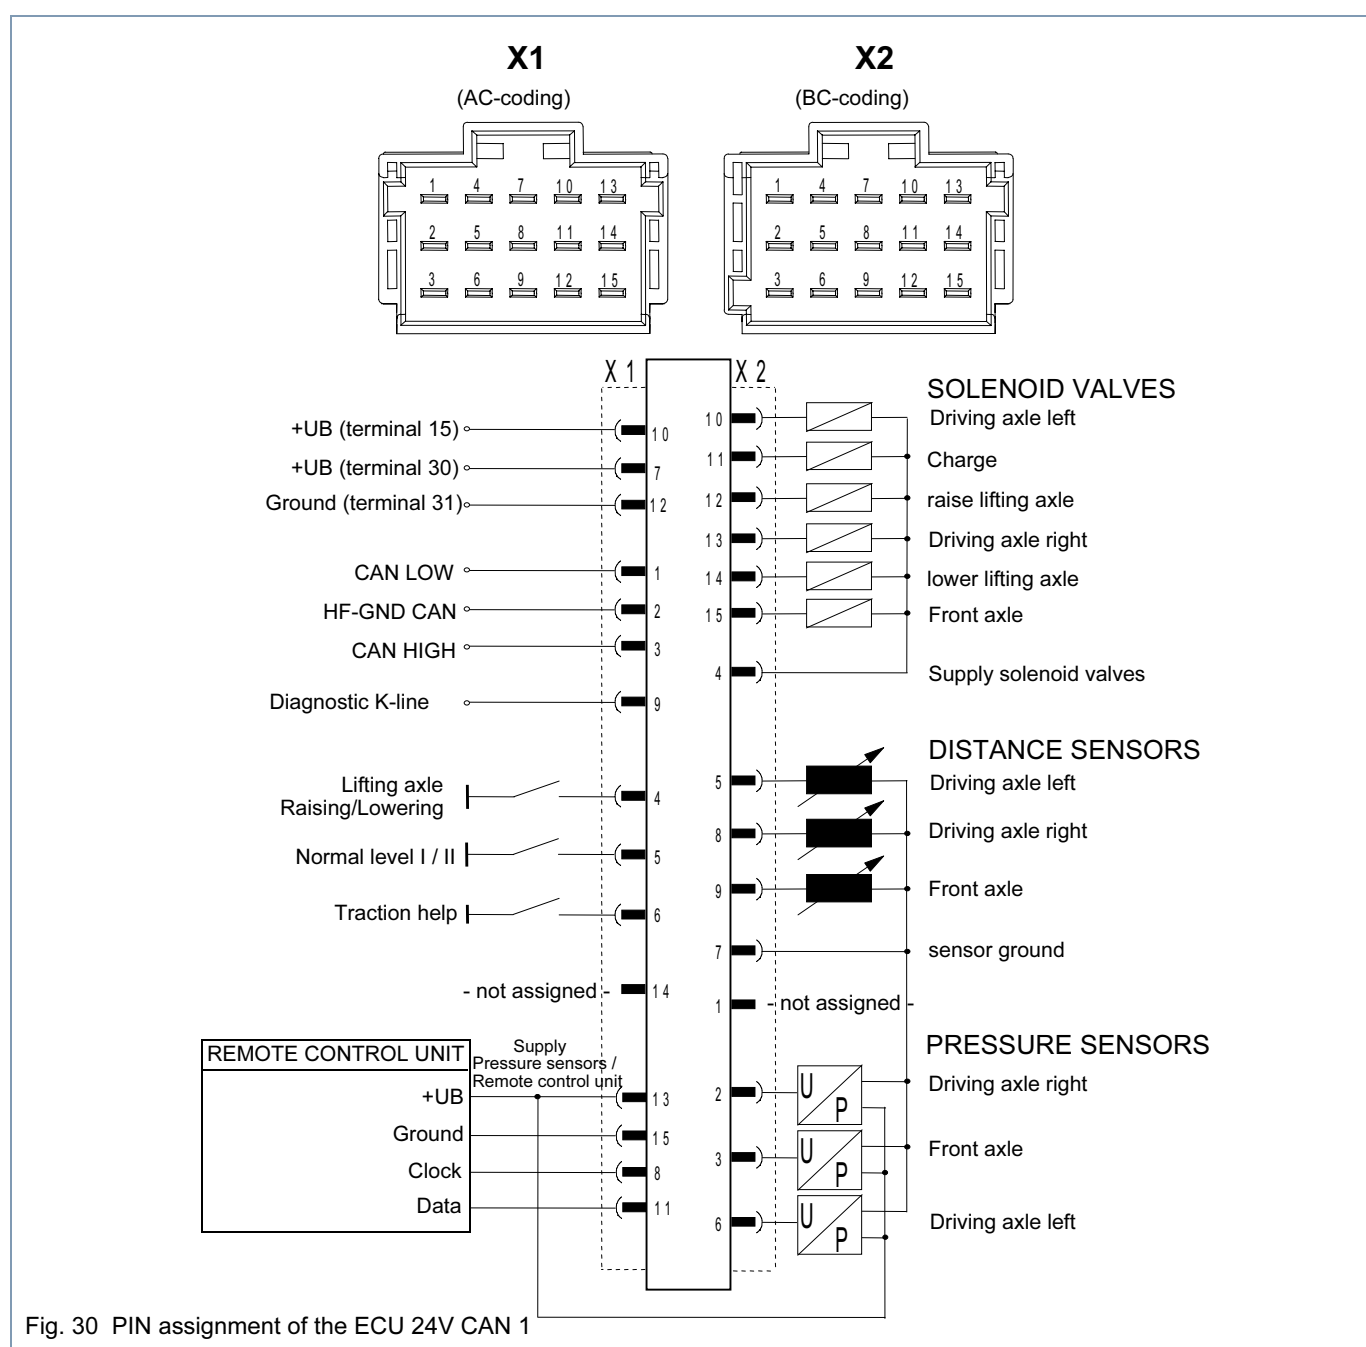 X1 X2
(AC-coding) (BC-coding)
1 4 7 10 13 1 4 7 10 13
2 5 8 11 14 2 5 8 11 14
3 6 9 12 15 3 6 9 12 15
X 1 X 2
SOLENOID VALVES
+UB (terminal 15) 10 10 Driving axle left
+UB (terminal 30) 7 11 Charge
Ground (terminal 31) 12 12 raise lifting axle
13 Driving axle right
CAN LOW 1 14 lower lifting axle
HF-GND CAN 2 15 Front axle
CAN HIGH 3 4 Supply solenoid valves
Diagnostic K-line 9
DISTANCE SENSORS
Lifting axle
Raising/Lowering 4 5 Driving axle left
Normal level I / II 5 8 Driving axle right
Traction help 6 9 Front axle
7 sensor ground
- not assigned - 14 1 - not assigned -
REMOTE CONTROL UNIT
Supply
Pressure sensors /
Remote control unit
PRESSURE SENSORS
+UB 13 2 U P Driving axle right
Ground 15 3 U P Front axle
Clock 8
Data 11 6 U P Driving axle left
Fig. 30 PIN assignment of the ECU 24V CAN 1